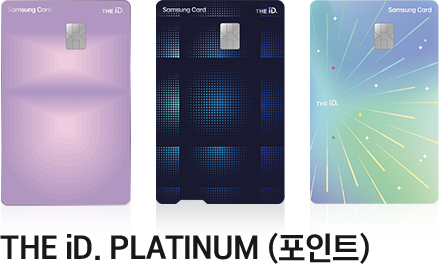 Samsung Card THE iD.
Samsung Card THE iD.
Samsung Card
THE iD.
THE iD. PLATINUM (포인트)